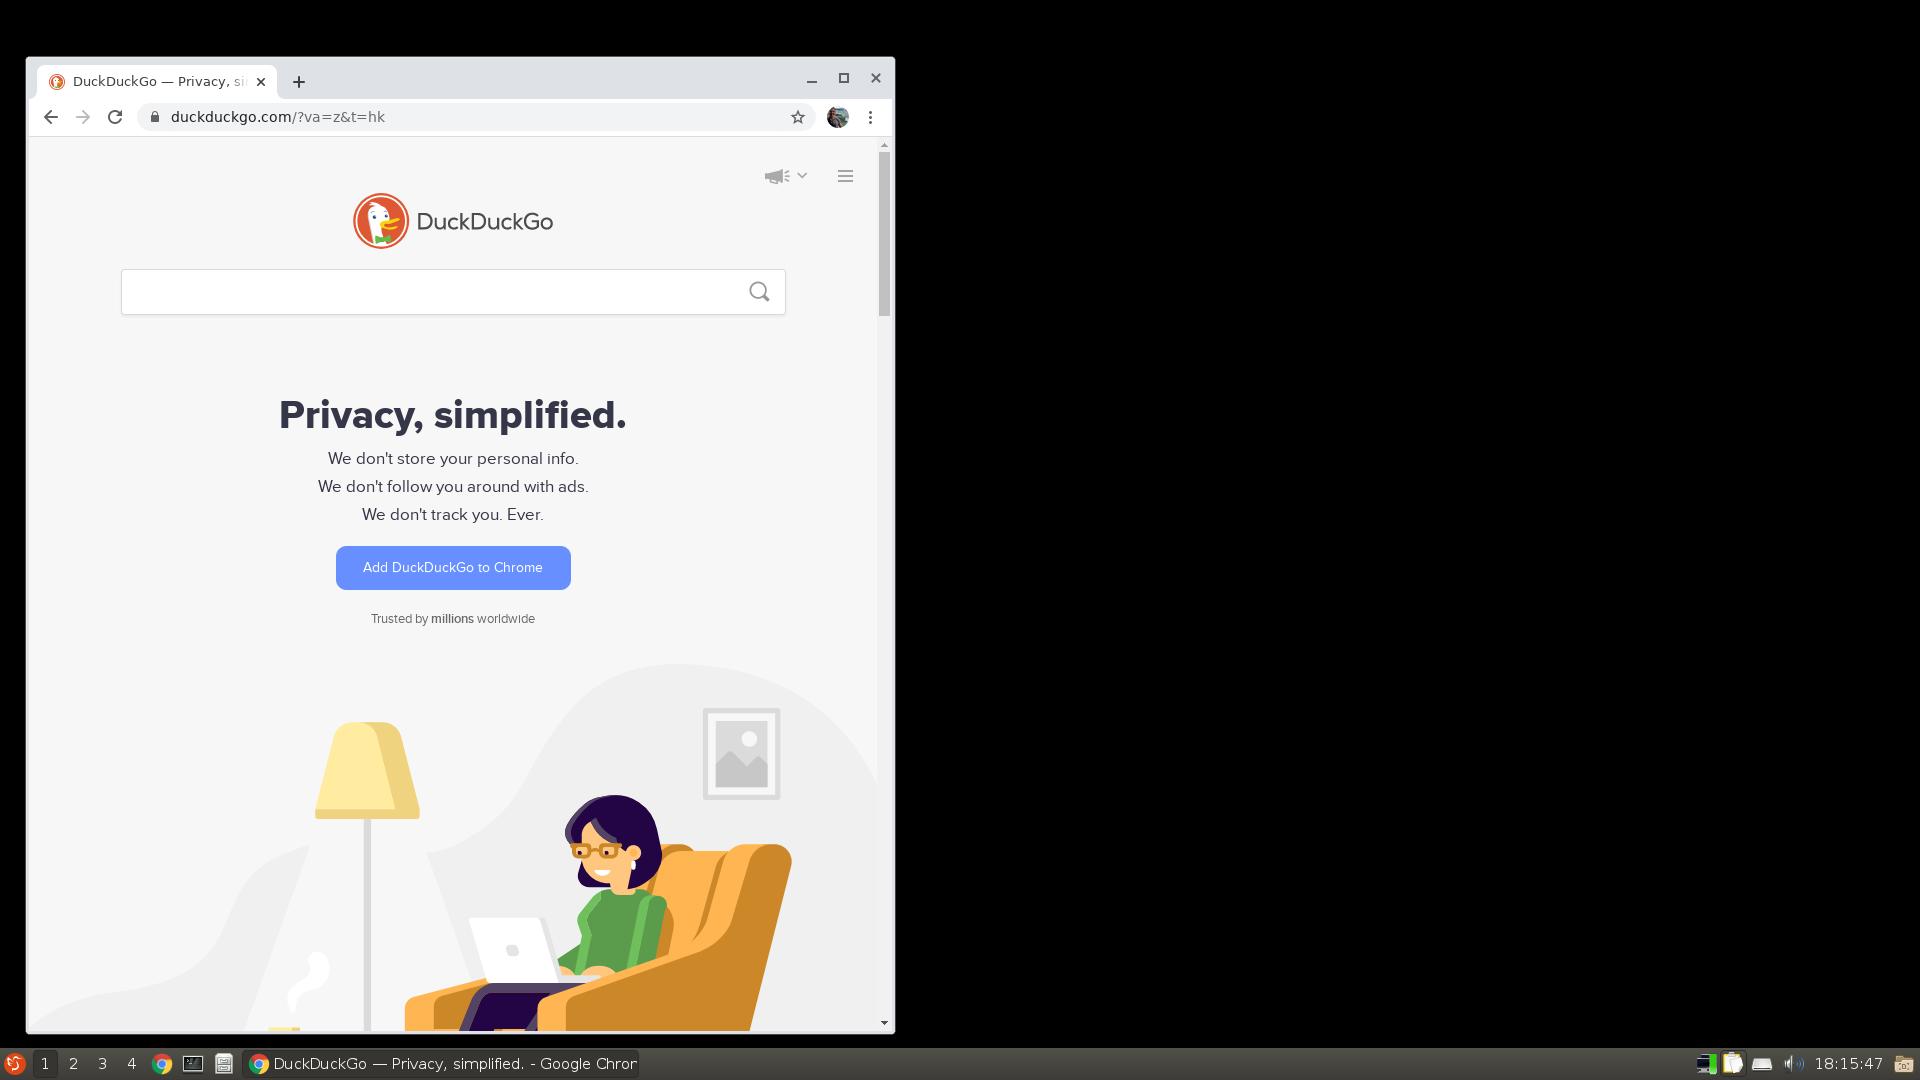 DuckDuckGo — Privacy, si
duckduckgo.com/?va=z&t=hk
DuckDuckGo
Privacy, simplified.
We don't store your personal info.
We don't follow you around with ads.
We don't track you. Ever.
Add DuckDuckGo to Chrome
Trusted by millions worldwide
1 2 3 4 DuckDuckGo — Privacy, simplified. - Google Chror 18:15:47